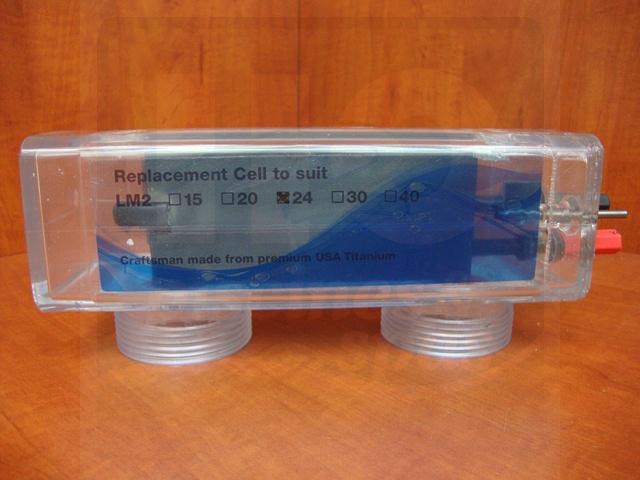 Replacement Cell to suit
LM2 ☐15 ☐20 ☒24 ☐30 ☐40
Craftsman made from premium USA Titanium